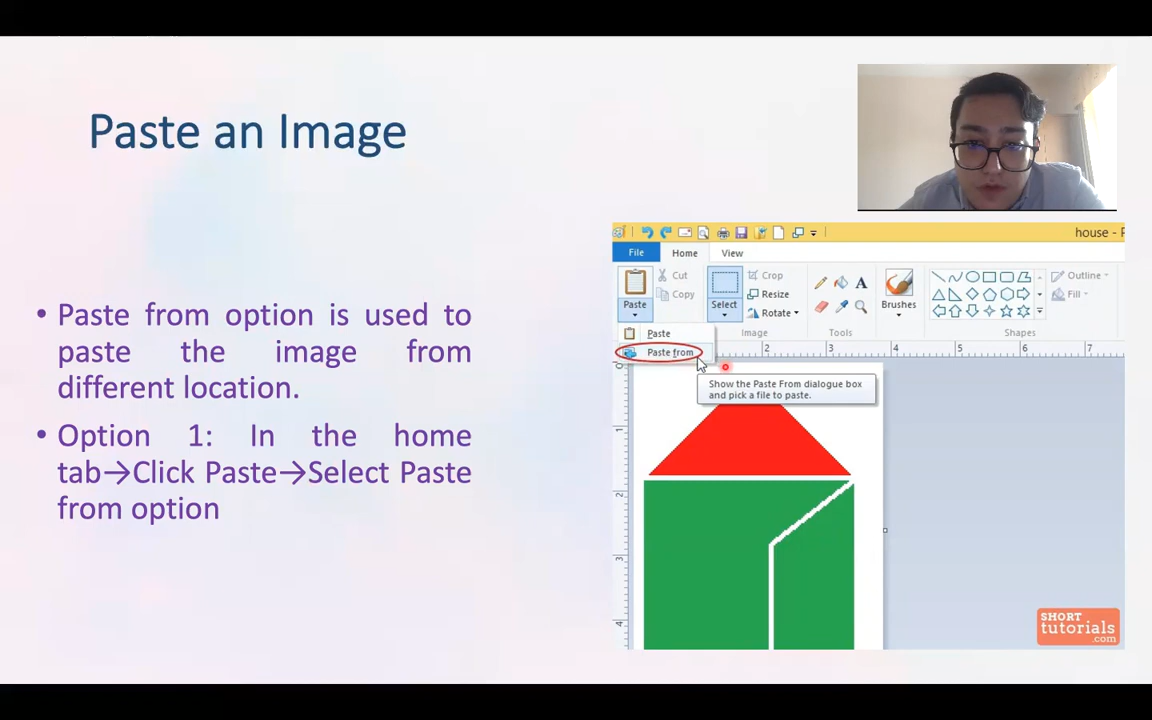 Paste an Image
• Paste from option is used to
paste the image from
different location.
• Option 1: In the home
tab→Click Paste→Select Paste
from option
house - P
File Home View
Paste
Cut
Copy
Select
Crop
Resize
Rotate
Image
A
Tools
Brushes
Shapes
Outline
Fill
Paste
Paste from
Show the Paste From dialogue box
and pick a file to paste.
2 3 4 5 6 7
0
1
2
3
4
SHORT
tutorials
.com